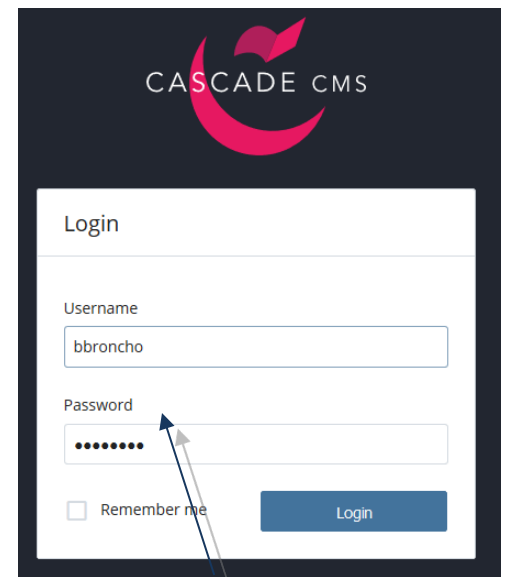 CASCADE CMS
Login
Username
bbroncho
Password
••••••••
Remember me
Login